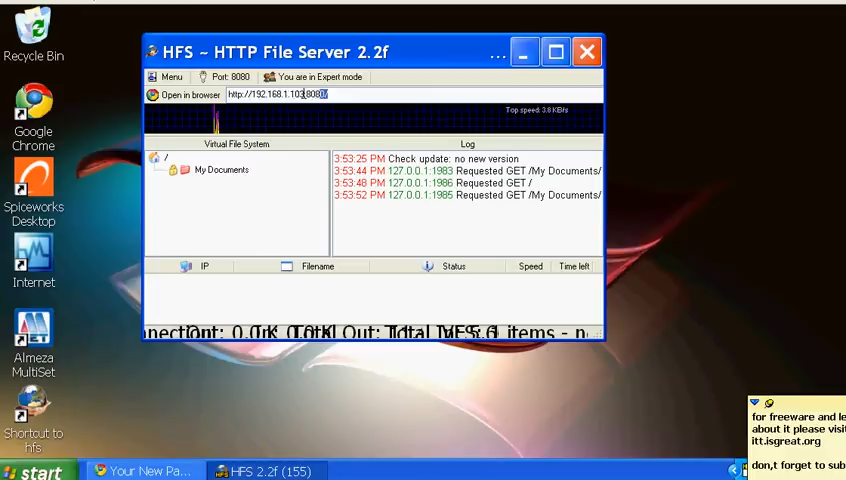 Recycle Bin
Google
Chrome
Spiceworks
Desktop
Internet
Almeza
MultiSet
Shortcut to
hfs
HFS ~ HTTP File Server 2.2f
...
Menu
Port: 8080
You are in Expert mode
Open in browser
http://192.168.1.103:8080/
Top speed: 3.8 KB/s
Virtual File System
Log
/
My Documents
3:53:25 PM Check update: no new version
3:53:44 PM 127.0.0.1:1983 Requested GET /My Documents/
3:53:48 PM 127.0.0.1:1986 Requested GET /
3:53:52 PM 127.0.0.1:1985 Requested GET /My Documents/
IP
Filename
Status
Speed
Time left
items - n
for freeware and le
about it please visit
itt.isgreat.org
don,t forget to sub
start
Your New Pa...
HFS 2.2f (155)